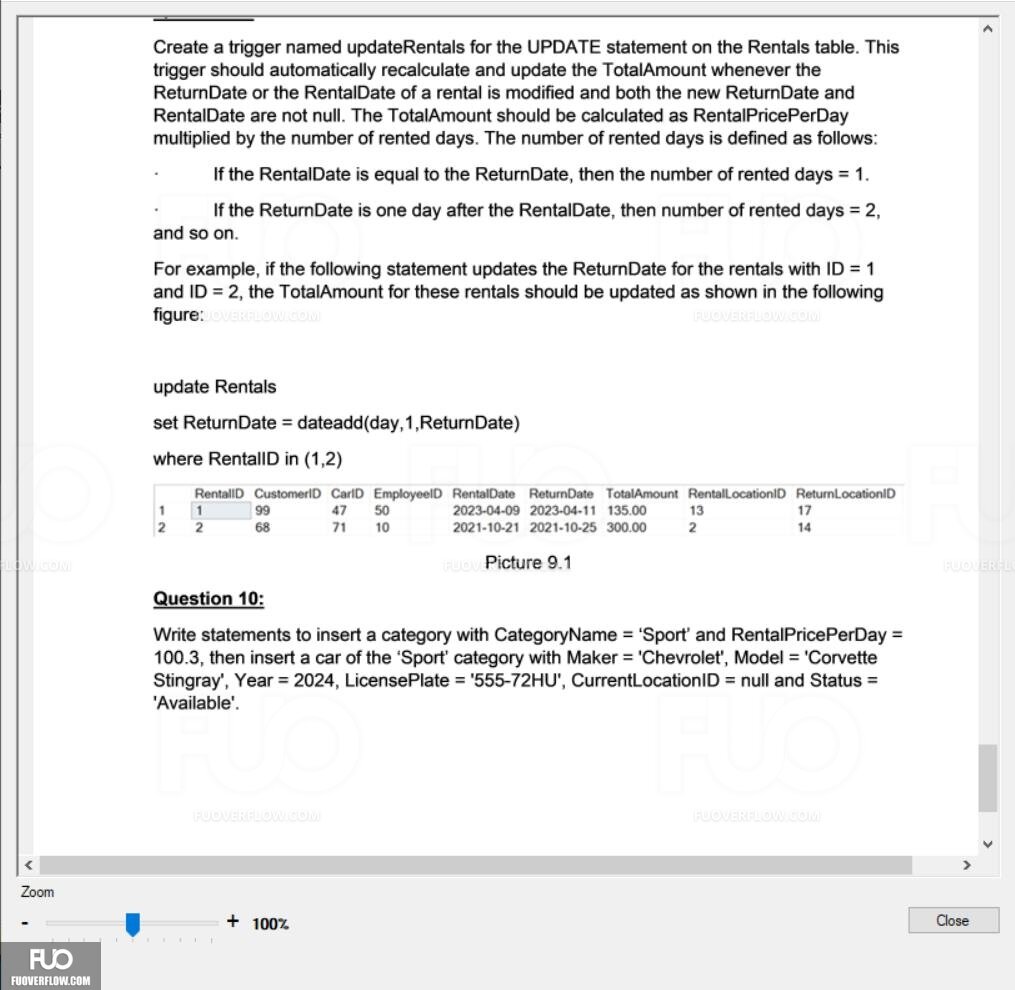 Create a trigger named updateRentals for the UPDATE statement on the Rentals table. This
trigger should automatically recalculate and update the TotalAmount whenever the
ReturnDate or the RentalDate of a rental is modified and both the new ReturnDate and
RentalDate are not null. The TotalAmount should be calculated as RentalPricePerDay
multiplied by the number of rented days. The number of rented days is defined as follows:
· If the RentalDate is equal to the ReturnDate, then the number of rented days = 1.
· If the ReturnDate is one day after the RentalDate, then number of rented days = 2,
and so on.
For example, if the following statement updates the ReturnDate for the rentals with ID = 1
and ID = 2, the TotalAmount for these rentals should be updated as shown in the following
figure:
FUOVERFLOW.COM
update Rentals
set ReturnDate = dateadd(day,1,ReturnDate)
where RentalID in (1,2)
RentalID CustomerID CarID EmployeeID RentalDate ReturnDate TotalAmount RentalLocationID ReturnLocationID
1 1 99 47 50 2023-04-09 2023-04-11 135.00 13 17
2 2 68 71 10 2021-10-21 2021-10-25 300.00 2 14
Picture 9.1
Question 10:
Write statements to insert a category with CategoryName = ‘Sport’ and RentalPricePerDay =
100.3, then insert a car of the ‘Sport’ category with Maker = 'Chevrolet', Model = 'Corvette
Stingray', Year = 2024, LicensePlate = '555-72HU', CurrentLocationID = null and Status =
'Available'.
FUO FUO
FUOVERFLOW.COM FUOVERFLOW.COM
Zoom
- + 100%
Close
FUO
FUOVERFLOW.COM